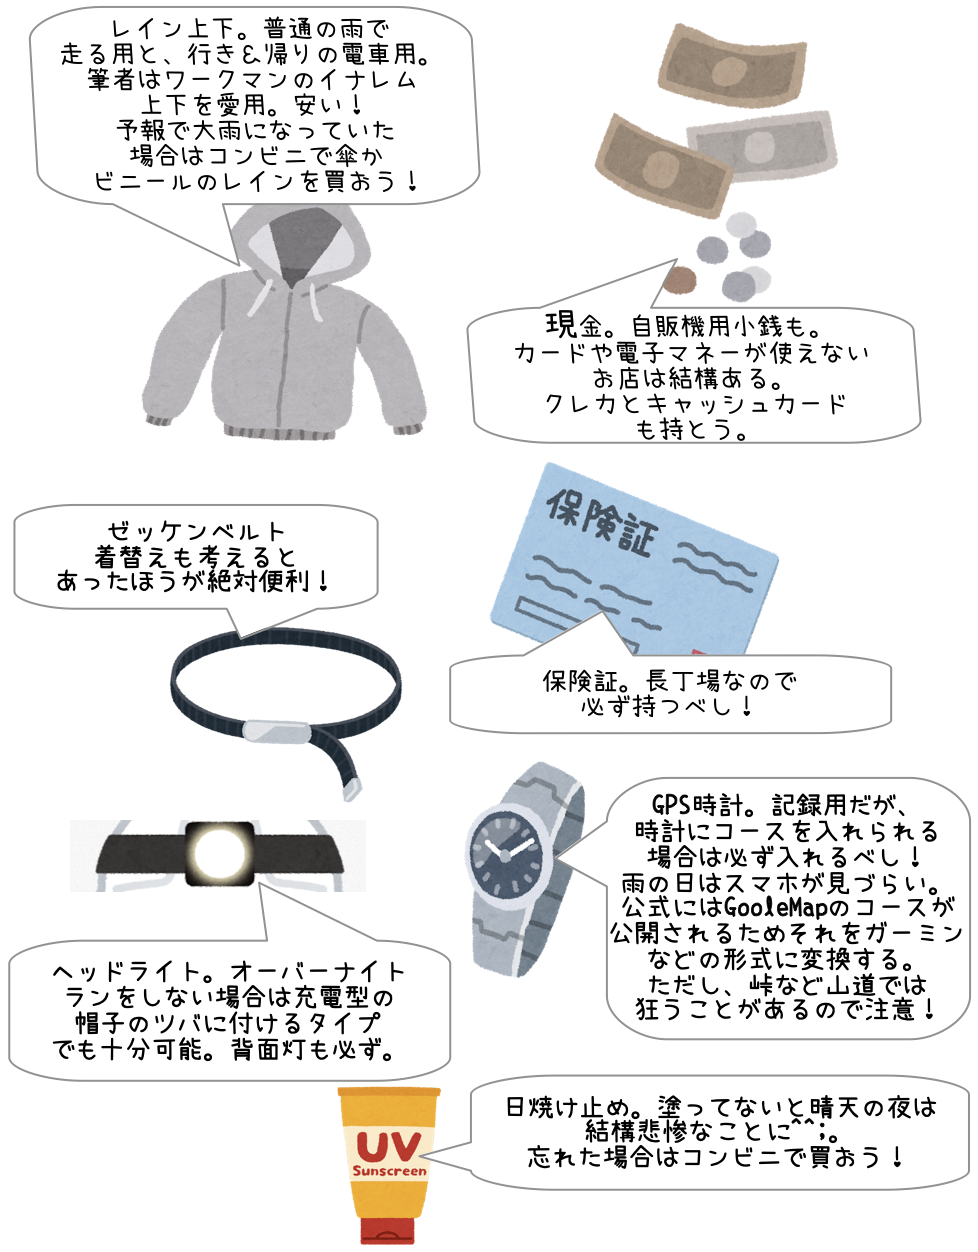 レイン上下。普通の雨で
走る用と、行き&帰りの電車用。
筆者はワークマンのイナレム
上下を愛用。安い！
予報で大雨になっていた
場合はコンビニで傘か
ビニールのレインを買おう！
現金。自販機用小銭も。
カードや電子マネーが使えない
お店は結構ある。
クレカとキャッシュカード
も持とう。
ゼッケンベルト
着替えも考えると
あったほうが絶対便利！
保険証
保険証。長丁場なので
必ず持つべし！
GPS時計。記録用だが、
時計にコースを入れられる
場合は必ず入れるべし！
雨の日はスマホが見づらい。
公式にはGooleMapのコースが
公開されるためそれをガーミン
などの形式に変換する。
ただし、峠など山道では
狂うことがあるので注意！
ヘッドライト。オーバーナイト
ランをしない場合は充電型の
帽子のツバに付けるタイプ
でも十分可能。背面灯も必ず。
日焼け止め。塗ってないと晴天の夜は
結構悲惨なことに^^;。
忘れた場合はコンビニで買おう！
UV
Sunscreen